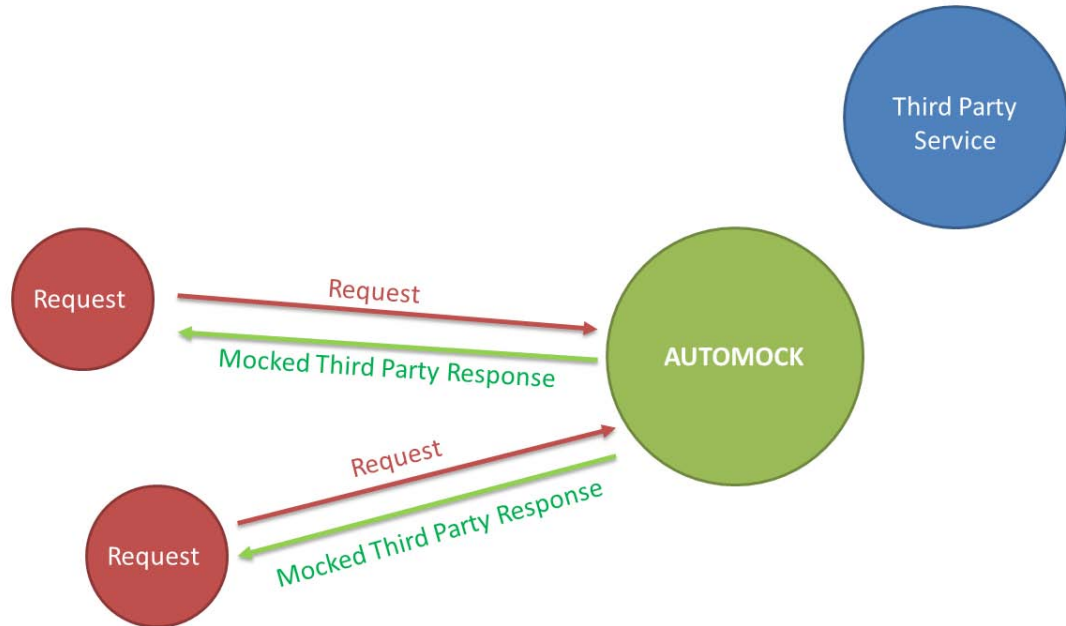 Third Party
Service
Request
Request
Mocked Third Party Response
AUTOMOCK
Request
Mocked Third Party Response
Request